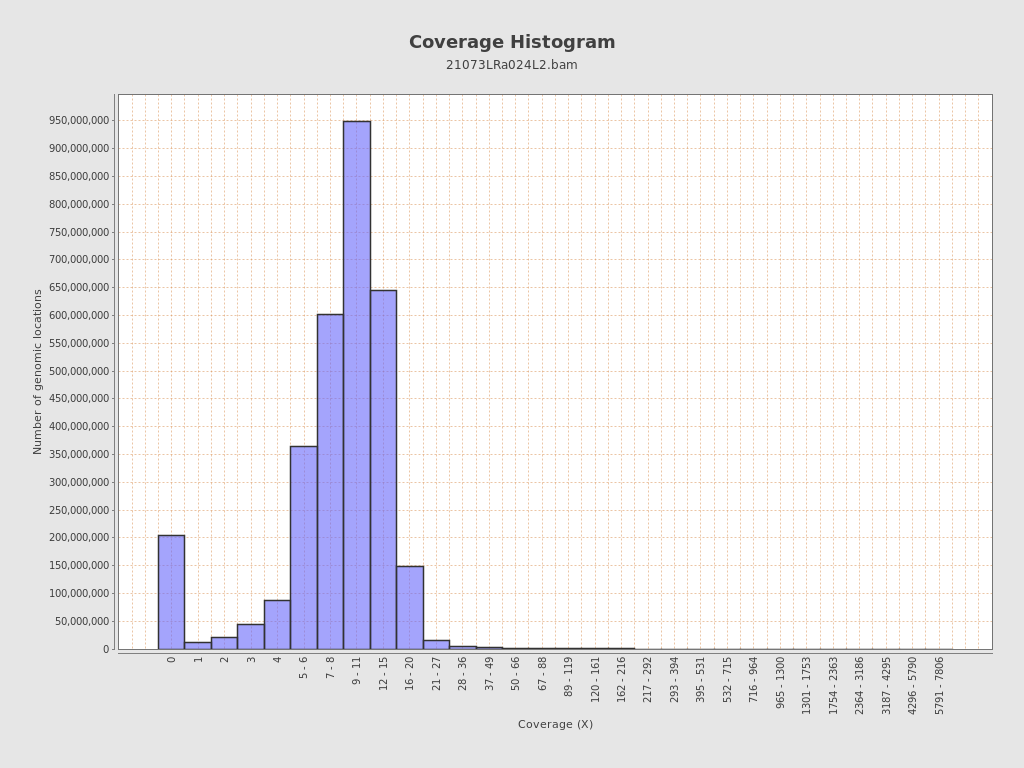 Coverage Histogram
21073LRa024L2.bam
Number of genomic locations
950,000,000
900,000,000
850,000,000
800,000,000
750,000,000
700,000,000
650,000,000
600,000,000
550,000,000
500,000,000
450,000,000
400,000,000
350,000,000
300,000,000
250,000,000
200,000,000
150,000,000
100,000,000
50,000,000
0
0
1
2
3
4
5 - 6
7 - 8
9 - 11
12 - 15
16 - 20
21 - 27
28 - 36
37 - 49
50 - 66
67 - 88
89 - 119
120 - 161
162 - 216
217 - 292
293 - 394
395 - 531
532 - 715
716 - 964
965 - 1300
1301 - 1753
1754 - 2363
2364 - 3186
3187 - 4295
4296 - 5790
5791 - 7806
Coverage (X)